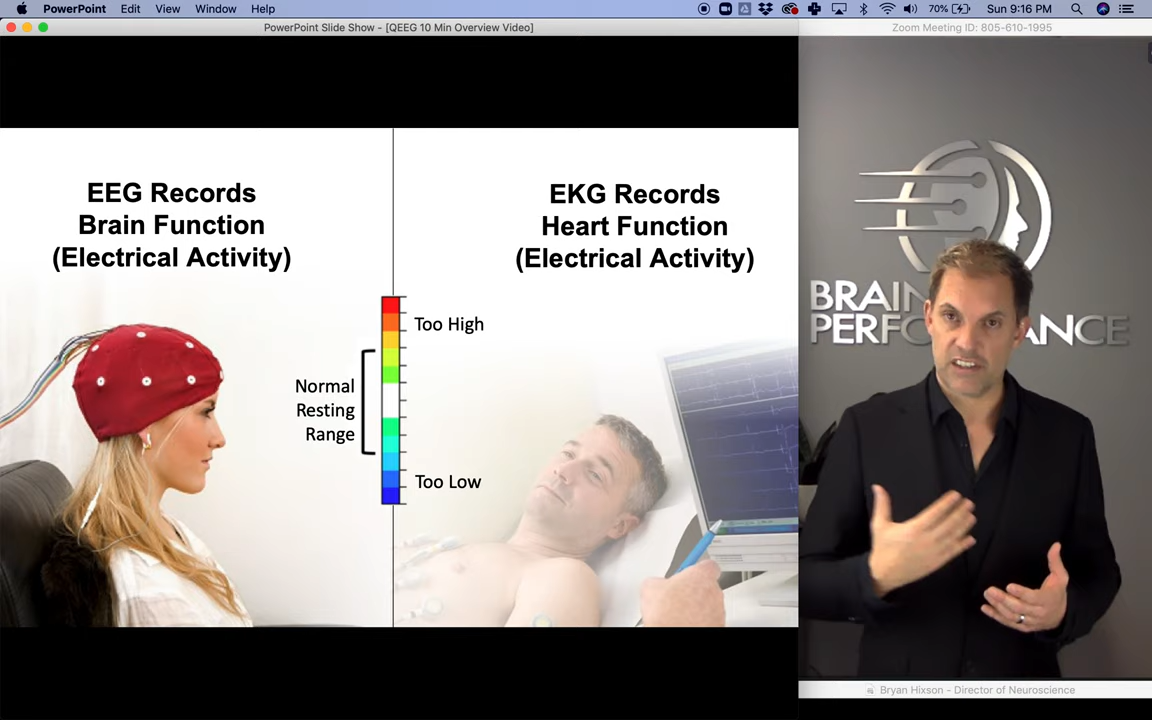 PowerPoint Edit View Window Help
70% Sun 9:16 PM
PowerPoint Slide Show - [QEEG 10 Min Overview Video]
Zoom Meeting ID: 805-610-1995
EEG Records
Brain Function
(Electrical Activity)
EKG Records
Heart Function
(Electrical Activity)
Too High
Normal
Resting
Range
Too Low
BRAIN
PERFORMANCE
Bryan Hixson - Director of Neuroscience